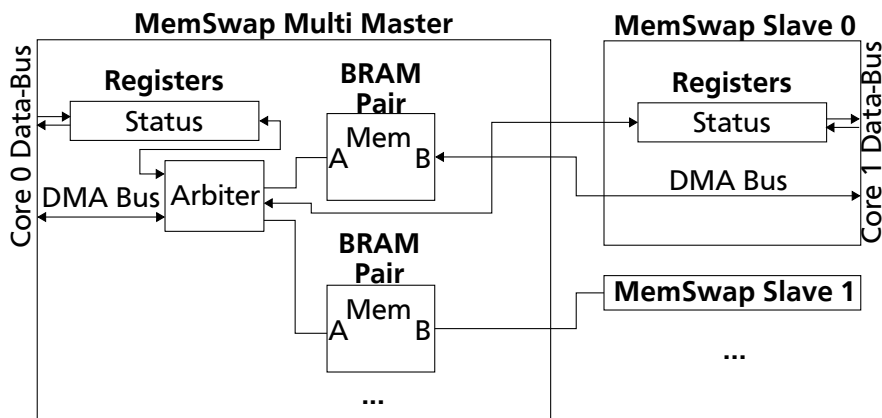 MemSwap Multi Master
Core 0 Data-Bus
Registers
Status
DMA Bus
Arbiter
BRAM
Pair
Mem
A
B
BRAM
Pair
Mem
A
B
...
MemSwap Slave 0
Registers
Status
DMA Bus
Core 1 Data-Bus
MemSwap Slave 1
...